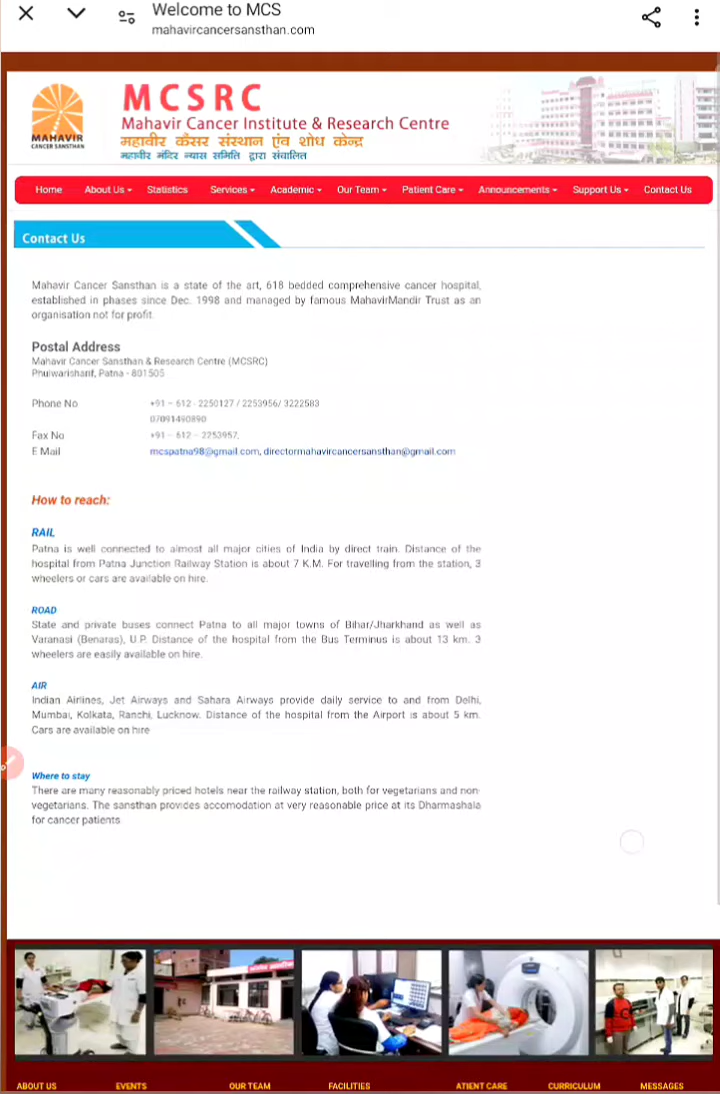 Welcome to MCS
mahavircancersansthan.com
MAHAVIR
CANCER SANSTHAN
MCSRC
Mahavir Cancer Institute & Research Centre
महावीर कैंसर संस्थान एंव शोध केन्द्र
महावीर मंदिर न्यास समिति द्वारा संचालित
Home About Us Statistics Services Academic Our Team Patient Care Announcements Support Us Contact Us
Contact Us
Mahavir Cancer Sansthan is a state of the art, 618 bedded comprehensive cancer hospital,
established in phases since Dec. 1998 and managed by famous MahavirMandir Trust as an
organisation not for profit.
Postal Address
Mahavir Cancer Sansthan & Research Centre (MCSRC)
Phulwarisharif, Patna - 801505
Phone No +91 – 612 - 2250127 / 2253956/ 3222583
07091490890
Fax No +91 – 612 – 2253957,
E Mail mcspatna98@gmail.com, directormahavircancersansthan@gmail.com
How to reach:
RAIL
Patna is well connected to almost all major cities of India by direct train. Distance of the
hospital from Patna Junction Railway Station is about 7 K.M. For travelling from the station, 3
wheelers or cars are available on hire.
ROAD
State and private buses connect Patna to all major towns of Bihar/Jharkhand as well as
Varanasi (Benaras), U.P. Distance of the hospital from the Bus Terminus is about 13 km. 3
wheelers are easily available on hire.
AIR
Indian Airlines, Jet Airways and Sahara Airways provide daily service to and from Delhi,
Mumbai, Kolkata, Ranchi, Lucknow. Distance of the hospital from the Airport is about 5 km.
Cars are available on hire
Where to stay
There are many reasonably priced hotels near the railway station, both for vegetarians and non-
vegetarians. The sansthan provides accomodation at very reasonable price at its Dharmashala
for cancer patients.
ABOUT US EVENTS OUR TEAM FACILITIES ATIENT CARE CURRICULUM MESSAGES